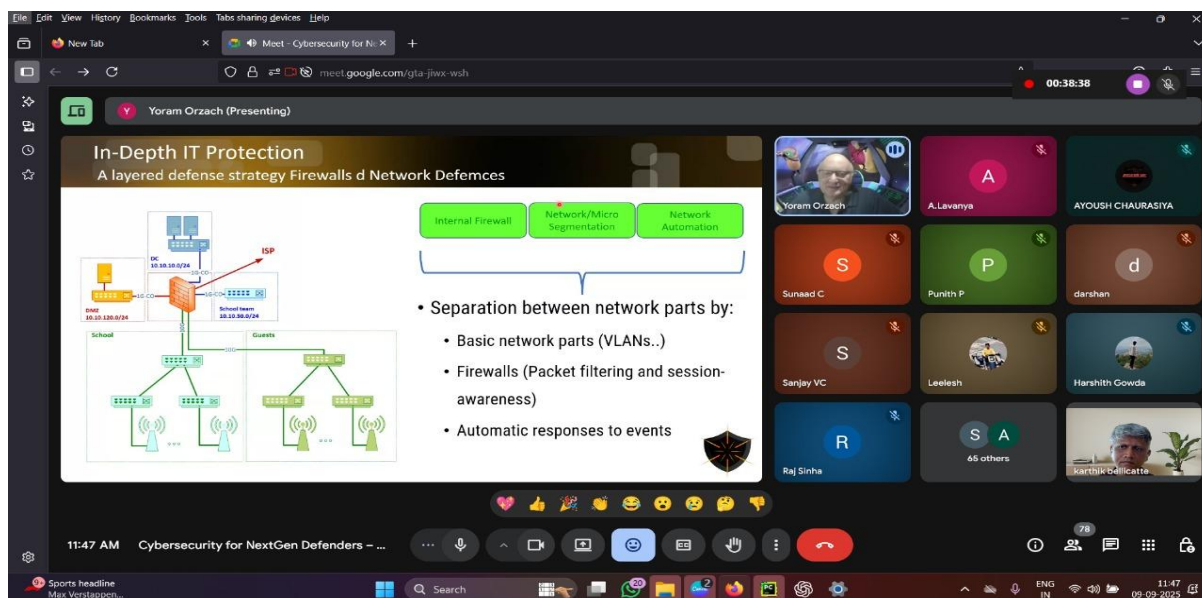 File Edit View History Bookmarks Tools Tabs sharing devices Help
New Tab
Meet - Cybersecurity for Ne
meet.google.com/gta-jiwx-wsh
00:38:38
Y
Yoram Orzach (Presenting)
In-Depth IT Protection
A layered defense strategy Firewalls d Network Defemces
Internal Firewall
Network/Micro
Segmentation
Network
Automation
DC
10.10.10.0/24
ISP
DMZ
10.10.120.0/24
School team
10.10.50.0/24
School
Guests
• Separation between network parts by:
• Basic network parts (VLANs..)
• Firewalls (Packet filtering and session-
awareness)
• Automatic responses to events
Yoram Orzach
A
A.Lavanya
AYOUSH CHAURASIYA
S
Sunaad C
P
Punith P
d
darshan
S
Sanjay VC
Leelesh
Harshith Gowda
R
Raj Sinha
S A
65 others
karthik bellicatte
11:47 AM Cybersecurity for NextGen Defenders – ...
78
9+
Sports headline
Max Verstappen...
Search
20
2
ENG
IN
11:47
09-09-2025